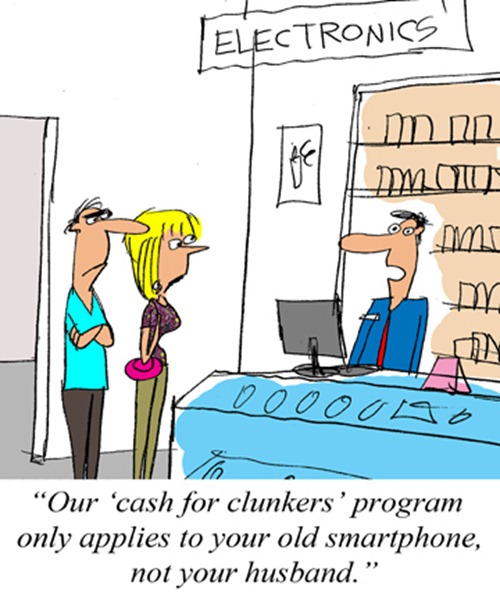 ELECTRONICS
“Our ‘cash for clunkers’ program
only applies to your old smartphone,
not your husband.”